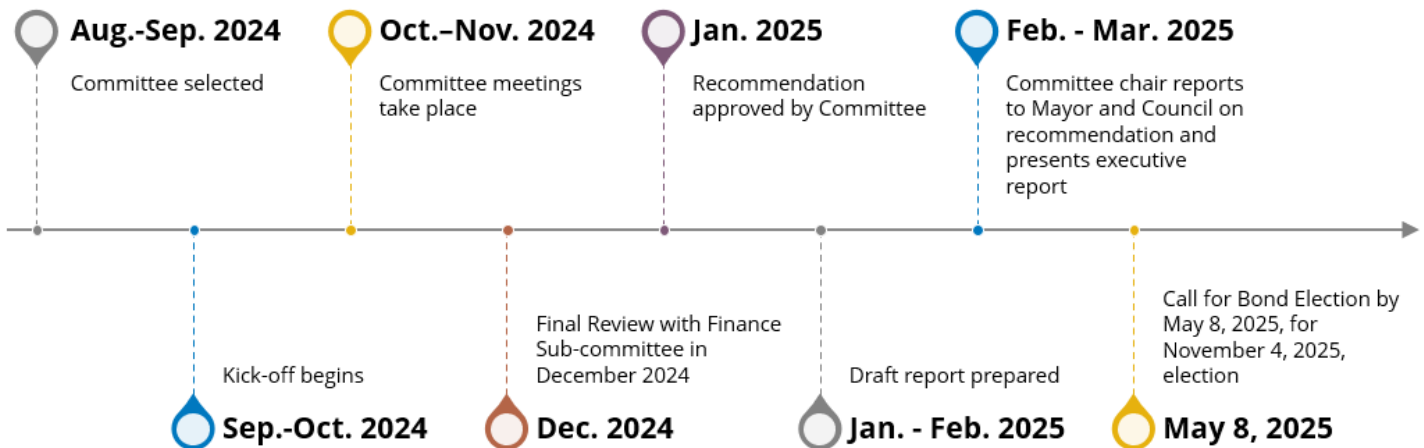 Aug.-Sep. 2024
Committee selected
Oct.–Nov. 2024
Committee meetings
take place
Jan. 2025
Recommendation
approved by Committee
Feb. - Mar. 2025
Committee chair reports
to Mayor and Council on
recommendation and
presents executive
report
Kick-off begins
Sep.-Oct. 2024
Final Review with Finance
Sub-committee in
December 2024
Dec. 2024
Draft report prepared
Jan. - Feb. 2025
Call for Bond Election by
May 8, 2025, for
November 4, 2025,
election
May 8, 2025